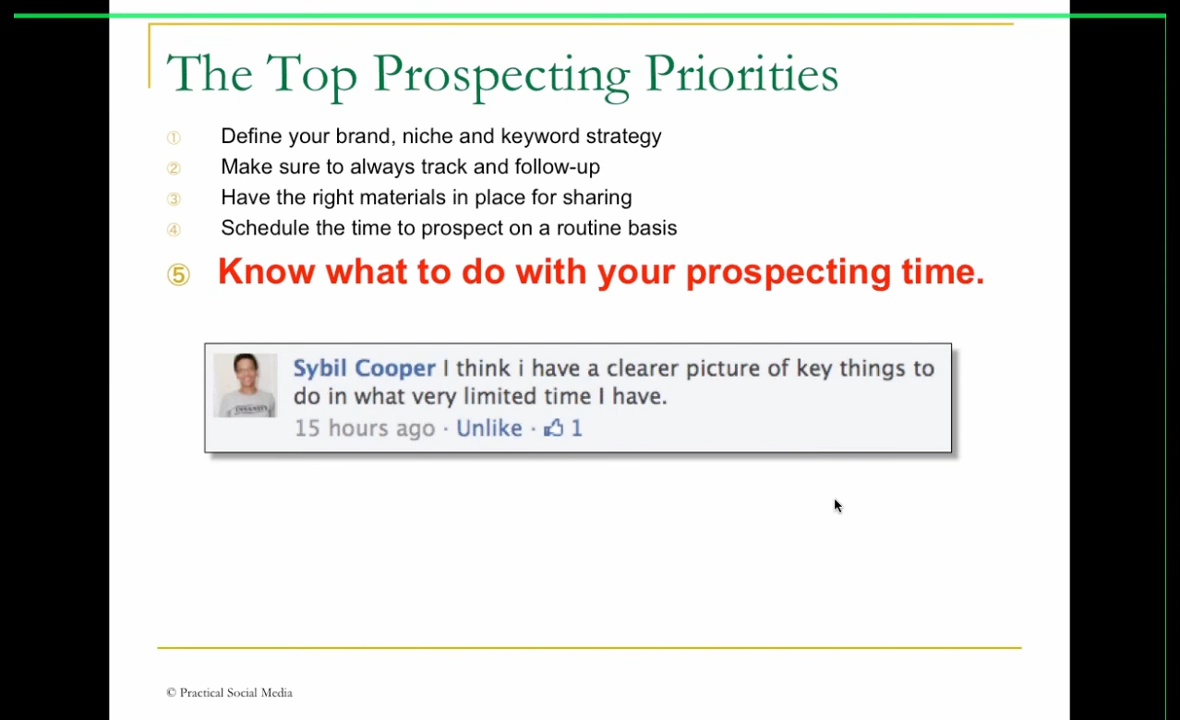 The Top Prospecting Priorities
① Define your brand, niche and keyword strategy
② Make sure to always track and follow-up
③ Have the right materials in place for sharing
④ Schedule the time to prospect on a routine basis
⑤ Know what to do with your prospecting time.
Sybil Cooper I think i have a clearer picture of key things to
do in what very limited time I have.
15 hours ago · Unlike · 1
© Practical Social Media